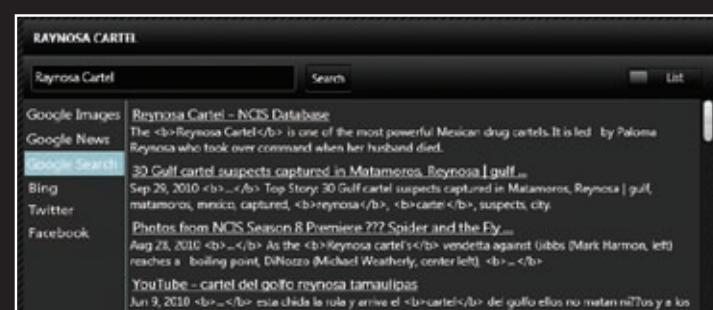 RAYNOSA CARTEL
Raynosa Cartel
Search
List
Google Images
Google News
Google Search
Bing
Twitter
Facebook
Reynosa Cartel - NCIS Database
The <b>Reynosa Cartel</b> is one of the most powerful Mexican drug cartels. It is led by Paloma
Reynosa who took over command when her husband died.
30 Gulf cartel suspects captured in Matamoros, Reynosa | gulf ...
Sep 29, 2010 <b>...</b> Top Story: 30 Gulf cartel suspects captured in Matamoros, Reynosa | gulf,
matamoros, mexico, captured, <b>reynosa</b>, <b>cartel</b>, suspects, city.
Photos from NCIS Season 8 Premiere ??? Spider and the Fly ...
Aug 28, 2010 <b>...</b> As the <b>Reynosa cartel's</b> vendetta against Gibbs (Mark Harmon, left)
reaches a boiling point, DiNozzo (Michael Weatherly, center left), <b>...</b>
YouTube - cartel del golfo reynosa tamaulipas
Jun 9, 2010 <b>...</b> esta chida la rola y arriva el <b>cartel</b> del golfo ellos no matan ni??os y a los